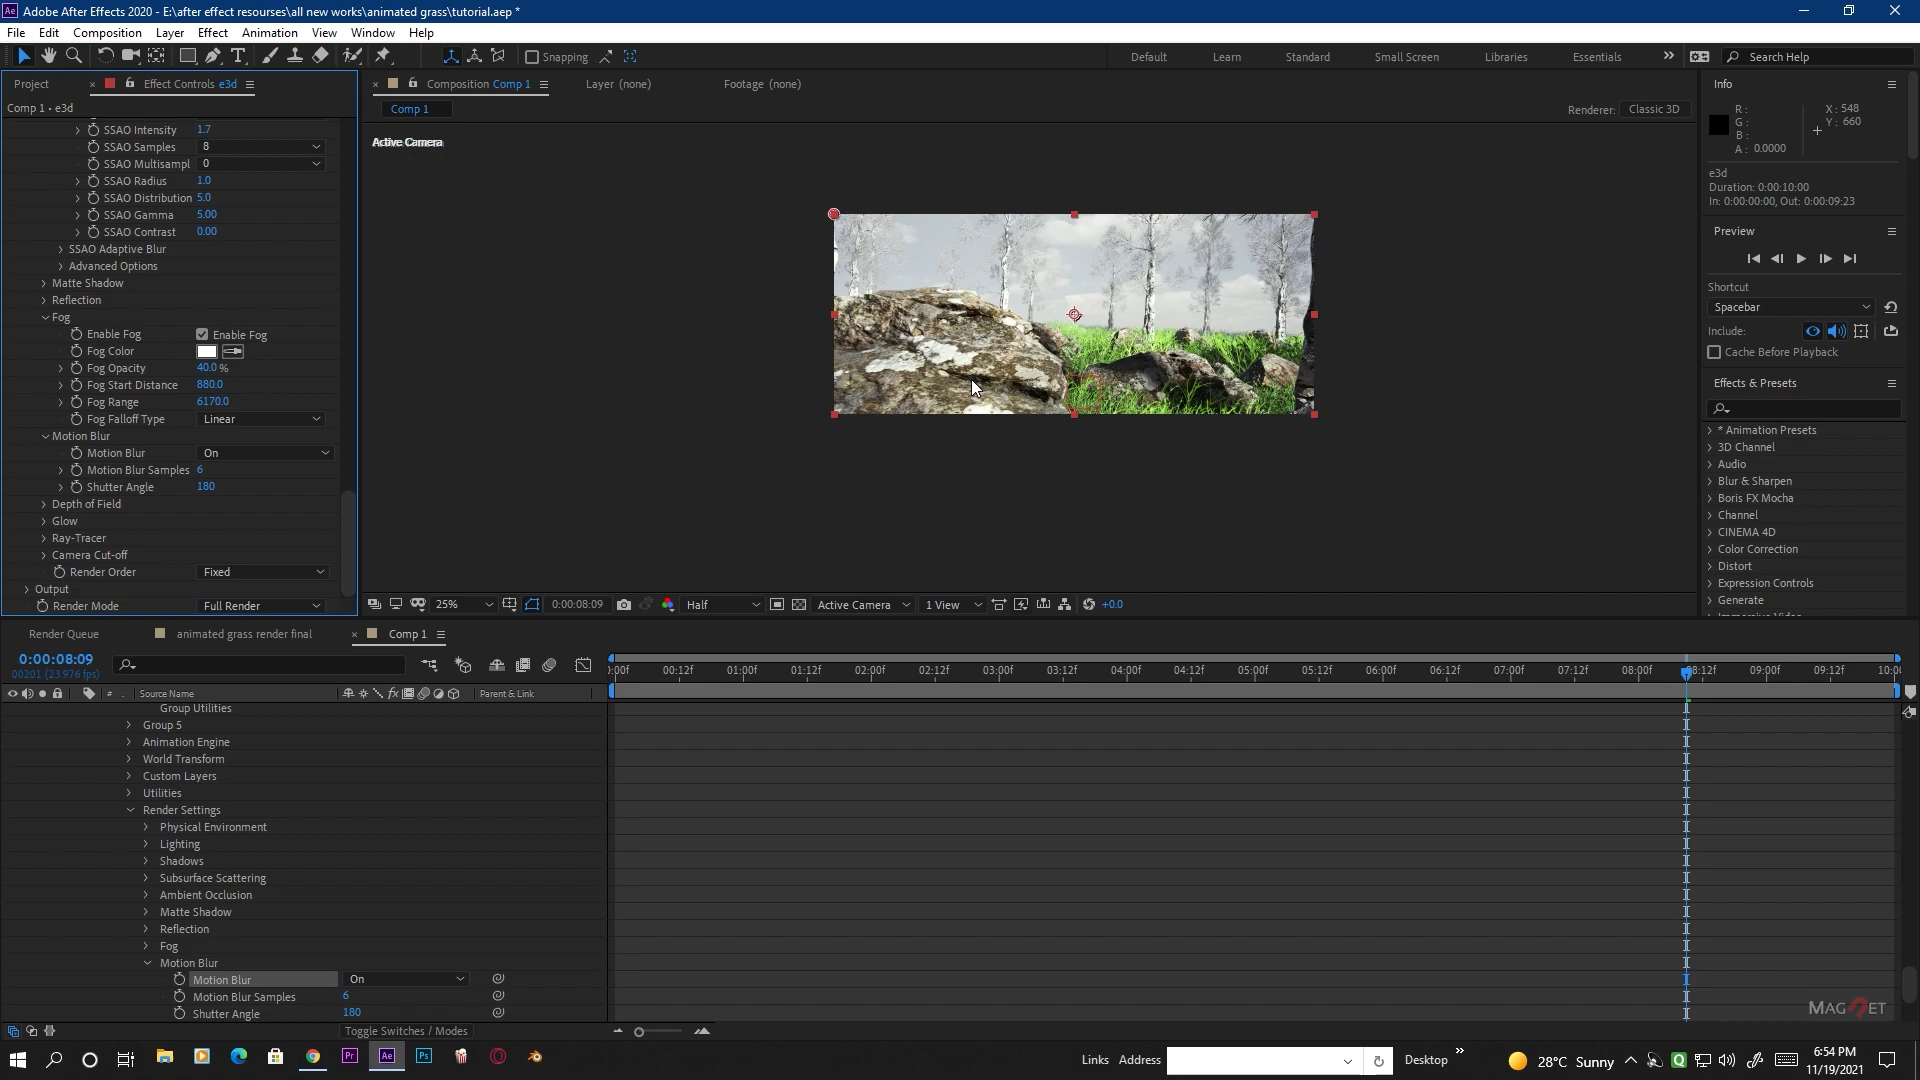 Adobe After Effects 2020 - E:\after effect resourses\all new works\animated grass\tutorial.aep *
File Edit Composition Layer Effect Animation View Window Help
Snapping
Default Learn Standard Small Screen Libraries Essentials Search Help
Project Effect Controls e3d
Comp 1 • e3d
SSAO Intensity 1.7
SSAO Samples 8
SSAO Multisampl 0
SSAO Radius 1.0
SSAO Distribution 5.0
SSAO Gamma 5.00
SSAO Contrast 0.00
SSAO Adaptive Blur
Advanced Options
Matte Shadow
Reflection
Fog
Enable Fog Enable Fog
Fog Color
Fog Opacity 40.0 %
Fog Start Distance 880.0
Fog Range 6170.0
Fog Falloff Type Linear
Motion Blur
Motion Blur On
Motion Blur Samples 6
Shutter Angle 180
Depth of Field
Glow
Ray-Tracer
Camera Cut-off
Render Order Fixed
Output
Render Mode Full Render
Composition Comp 1 Layer (none) Footage (none)
Comp 1
Renderer: Classic 3D
Active Camera
25% 0:00:08:09 Half Active Camera 1 View +0.0
Info
R :
G :
B :
A : 0.0000
X : 548
Y : 660
e3d
Duration: 0:00:10:00
In: 0:00:00:00, Out: 0:00:09:23
Preview
Shortcut
Spacebar
Include:
Cache Before Playback
Effects & Presets
* Animation Presets
3D Channel
Audio
Blur & Sharpen
Boris FX Mocha
Channel
CINEMA 4D
Color Correction
Distort
Expression Controls
Generate
Render Queue animated grass render final Comp 1
0:00:08:09
00201 (23.976 fps)
# Source Name Parent & Link
:00f 00:12f 01:00f 01:12f 02:00f 02:12f 03:00f 03:12f 04:00f 04:12f 05:00f 05:12f 06:00f 06:12f 07:00f 07:12f 08:00f 08:12f 09:00f 09:12f 10:0
Group Utilities
Group 5
Animation Engine
World Transform
Custom Layers
Utilities
Render Settings
Physical Environment
Lighting
Shadows
Subsurface Scattering
Ambient Occlusion
Matte Shadow
Reflection
Fog
Motion Blur
Motion Blur On
Motion Blur Samples 6
Shutter Angle 180
Toggle Switches / Modes
MAGNET
Links Address Desktop 28°C Sunny
6:54 PM
11/19/2021